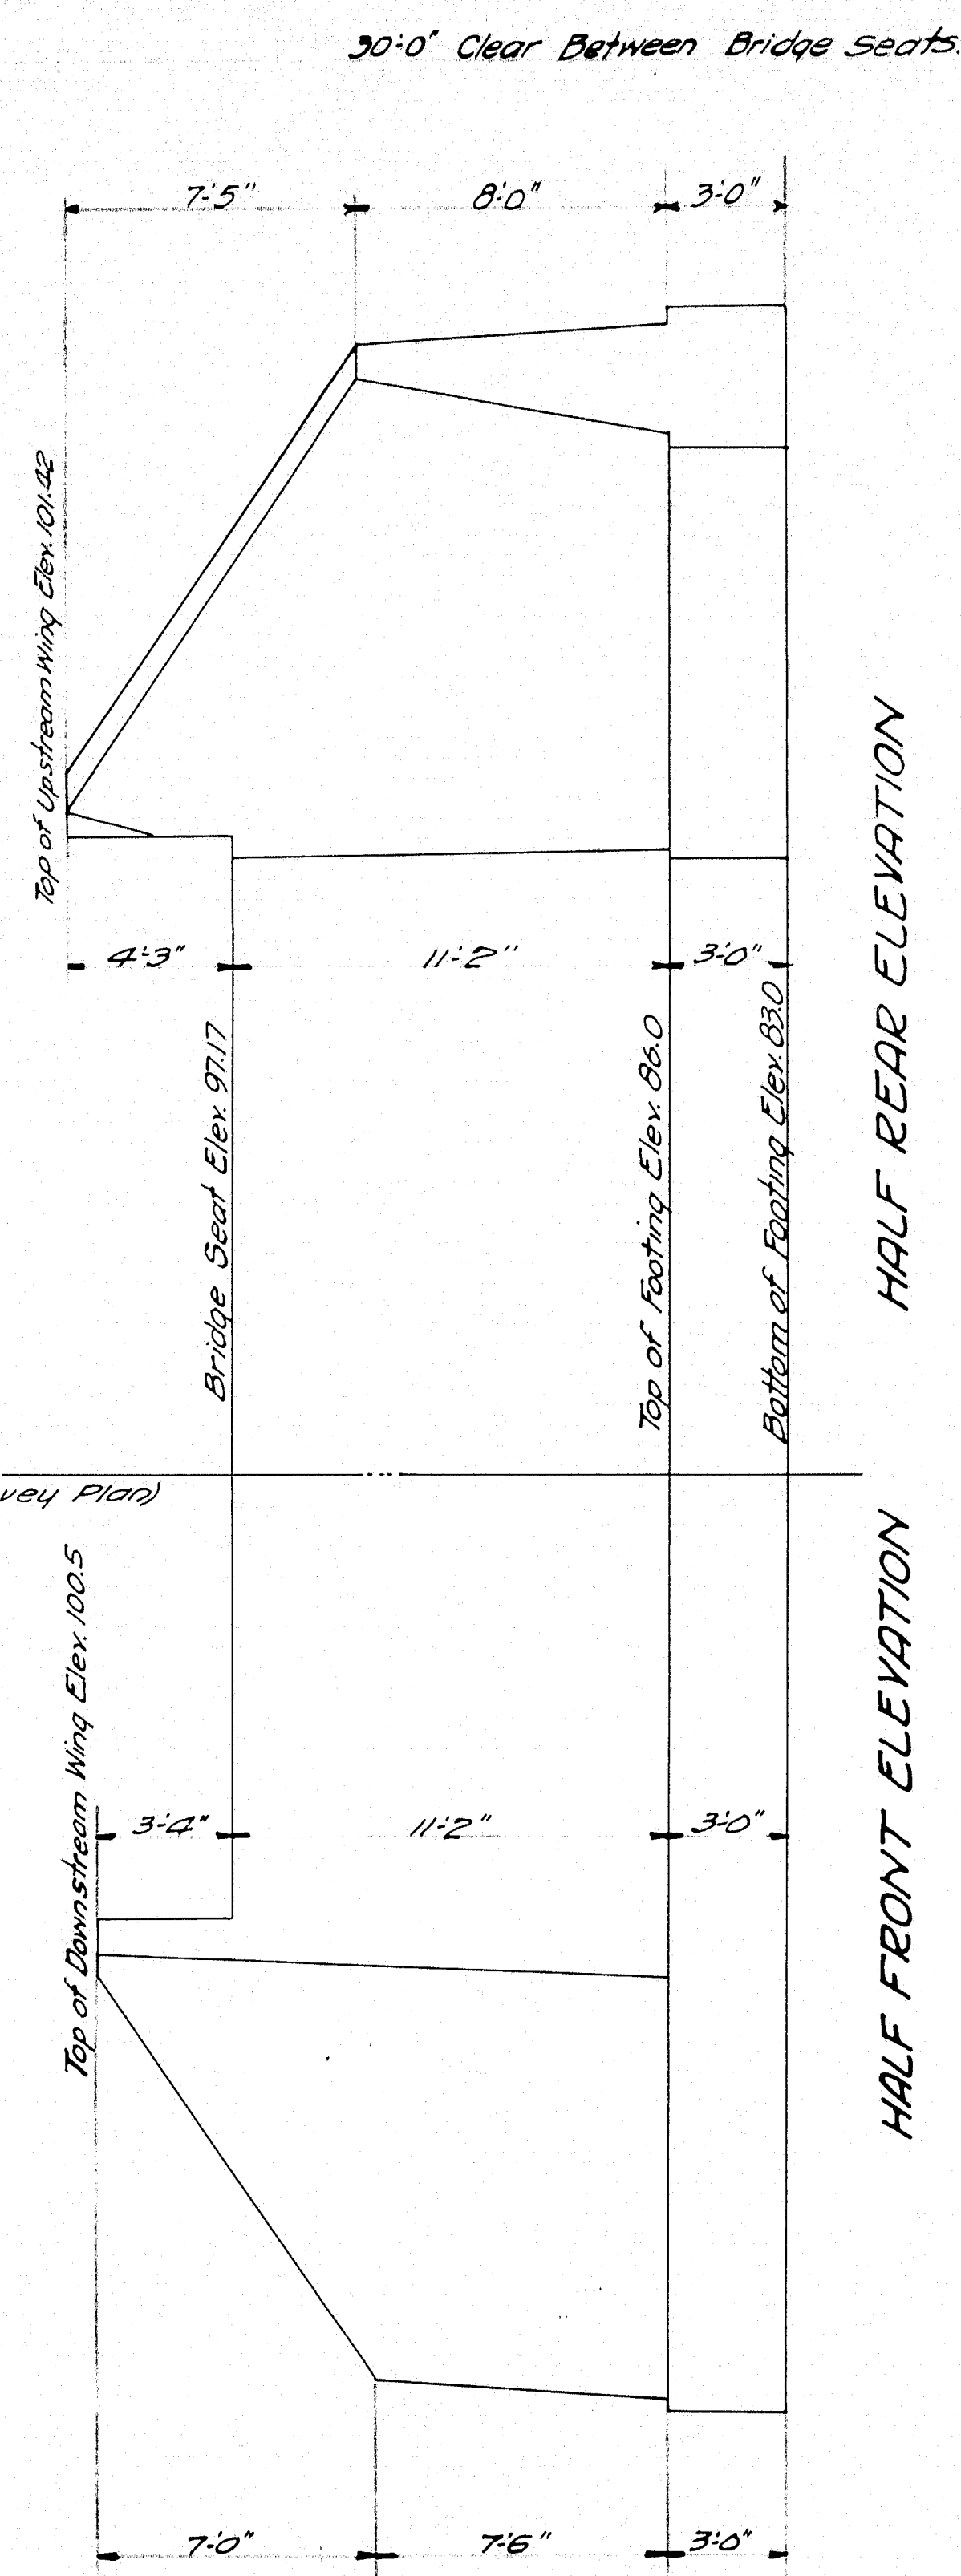 30'-0" Clear Between Bridge Seats.
7'-5"
8'-0"
3'-0"
Top of Upstream Wing Elev. 101.42
4'-3"
11'-2"
3'-0"
Bridge Seat Elev. 97.17
Top of Footing Elev. 86.0
Bottom of Footing Elev. 83.0
HALF REAR ELEVATION
vey Plan)
Top of Downstream Wing Elev. 100.5
3'-4"
11'-2"
3'-0"
HALF FRONT ELEVATION
7'-0"
7'-6"
3'-0"